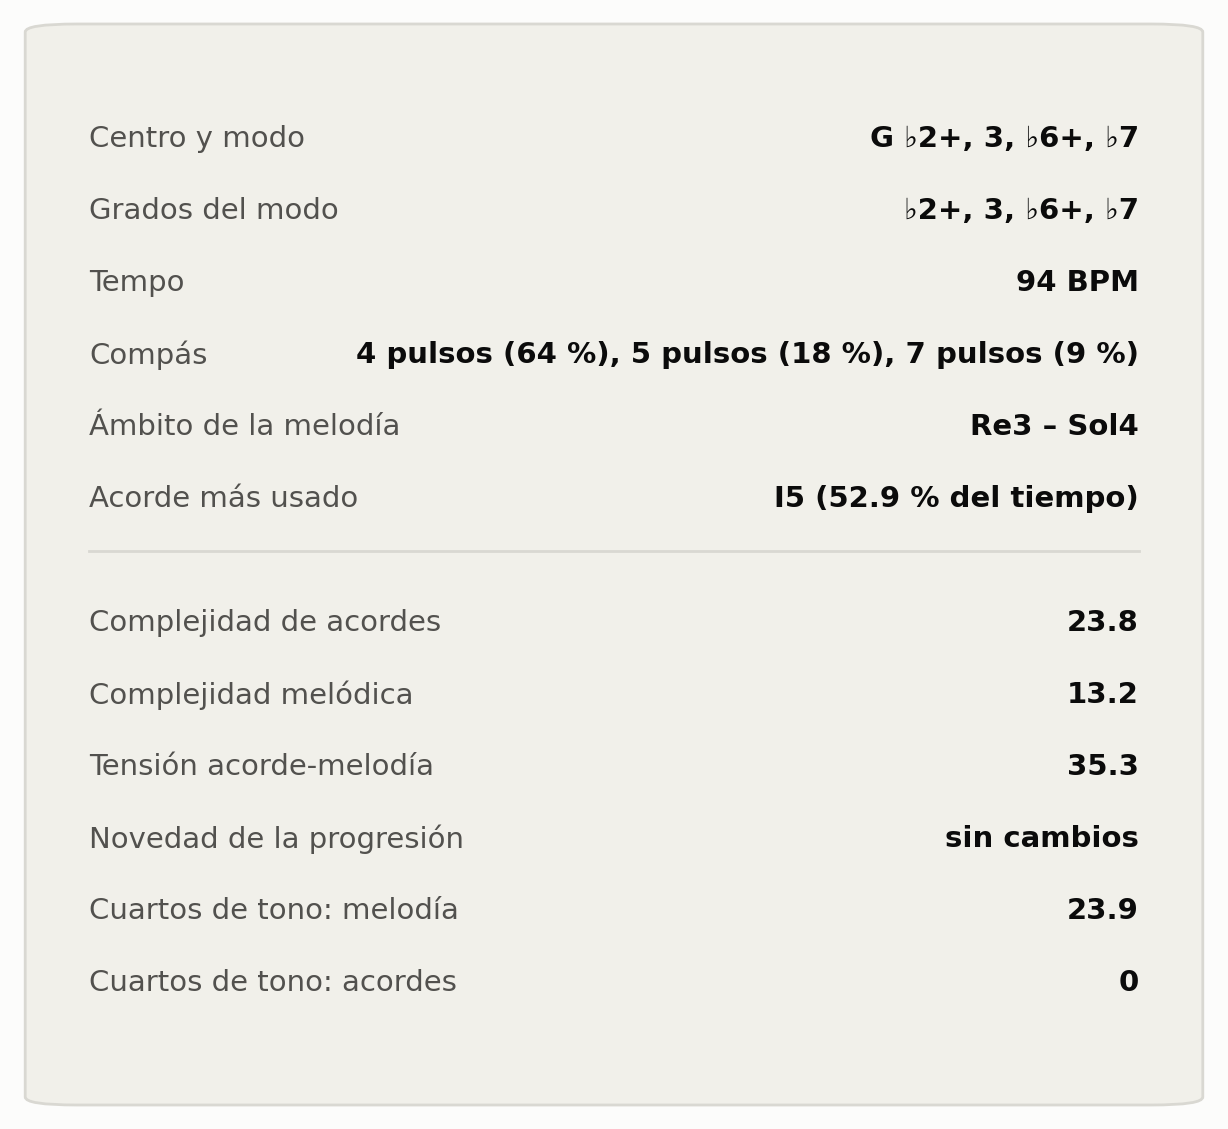 Centro y modo G ♭2+, 3, ♭6+, ♭7
Grados del modo ♭2+, 3, ♭6+, ♭7
Tempo 94 BPM
Compás 4 pulsos (64 %), 5 pulsos (18 %), 7 pulsos (9 %)
Ámbito de la melodía Re3 – Sol4
Acorde más usado I5 (52.9 % del tiempo)
Complejidad de acordes 23.8
Complejidad melódica 13.2
Tensión acorde-melodía 35.3
Novedad de la progresión sin cambios
Cuartos de tono: melodía 23.9
Cuartos de tono: acordes 0